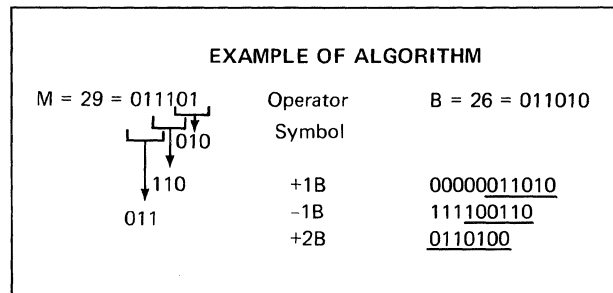 EXAMPLE OF ALGORITHM
M = 29 = 011101 Operator B = 26 = 011010
010 Symbol
110 +1B 00000011010
011 -1B 111100110
+2B 0110100